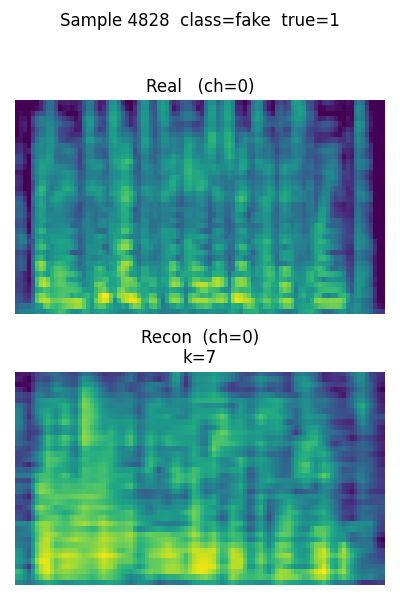 Sample 4828  class=fake  true=1
Real   (ch=0)
Recon  (ch=0)
k=7